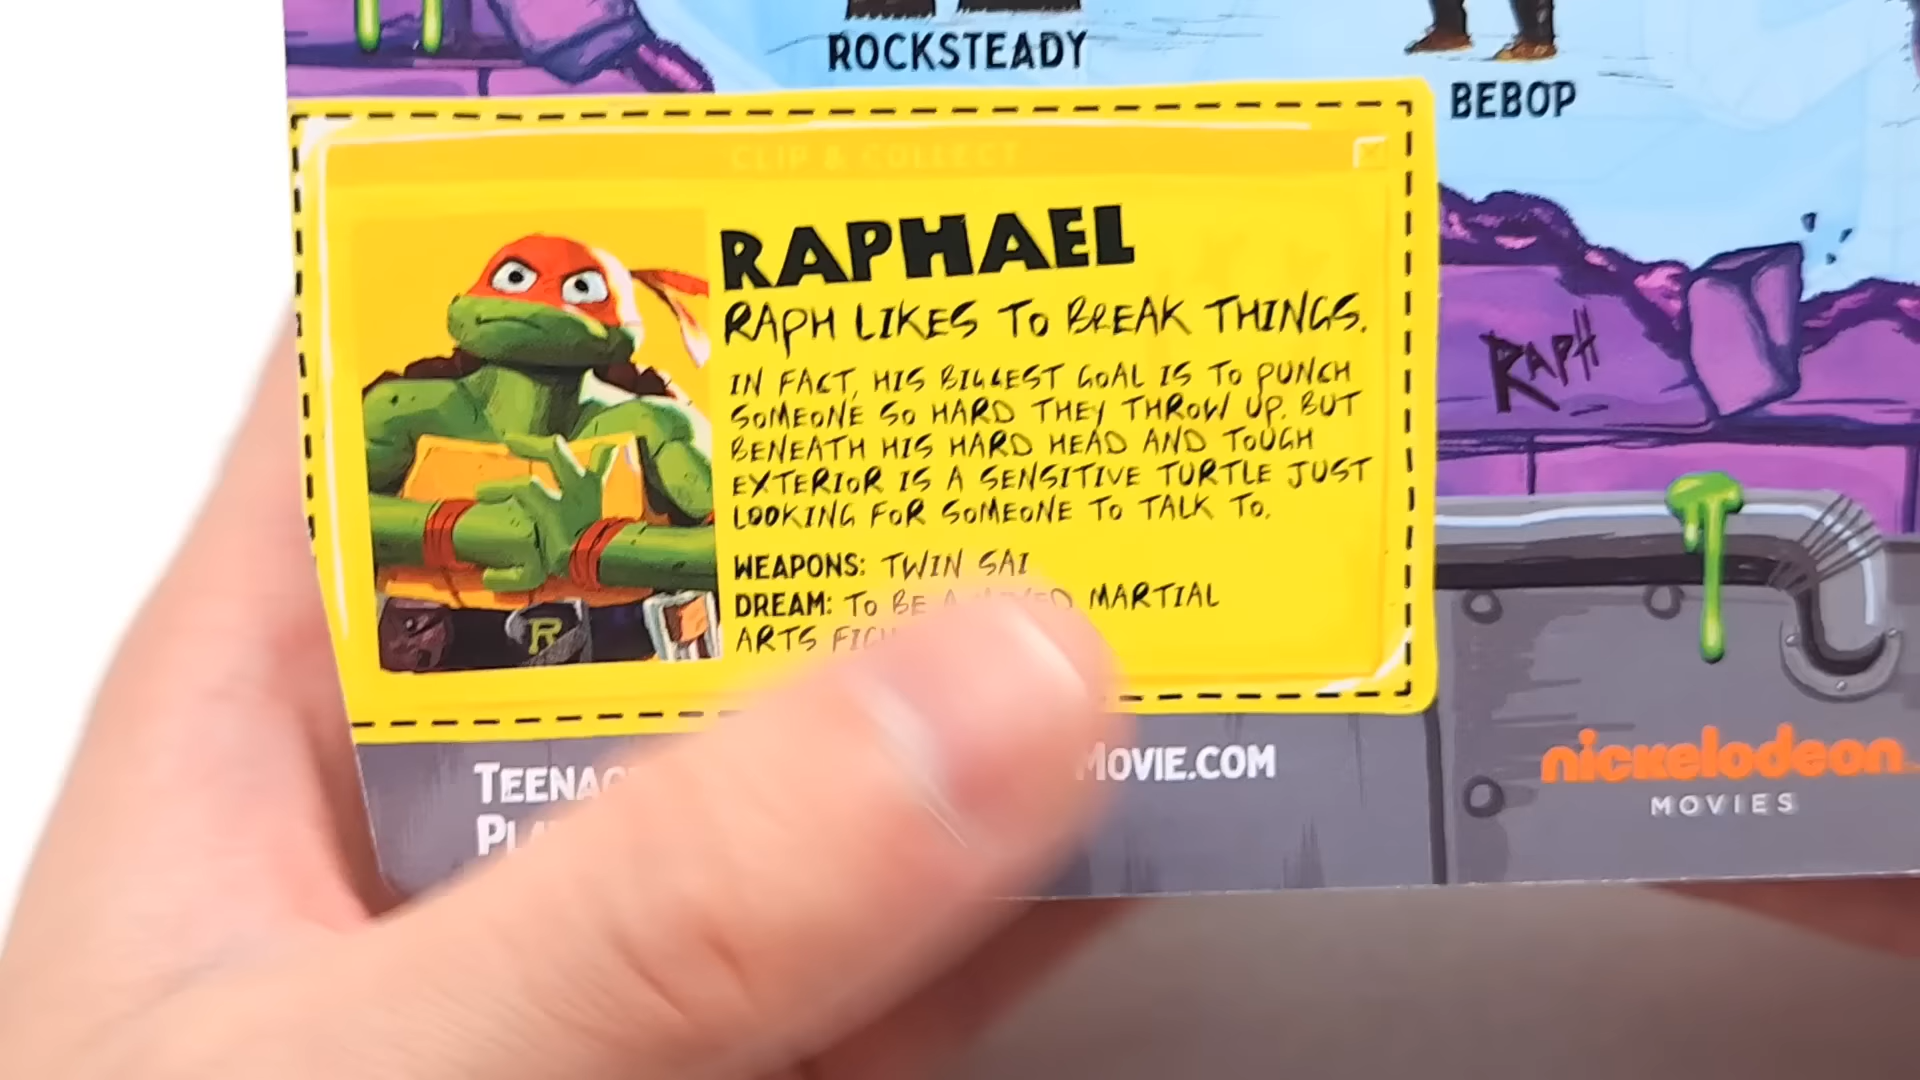 ROCKSTEADY
BEBOP
CLIP & COLLECT
RAPHAEL
RAPH LIKES TO BREAK THINGS.
IN FACT, HIS BIGGEST GOAL IS TO PUNCH
SOMEONE SO HARD THEY THROW UP. BUT
BENEATH HIS HARD HEAD AND TOUGH
EXTERIOR IS A SENSITIVE TURTLE JUST
LOOKING FOR SOMEONE TO TALK TO.
WEAPONS: TWIN SAI
DREAM: TO BE A MARTIAL
ARTS
R
RAPH
MOVIE.COM
nickelodeon
MOVIES